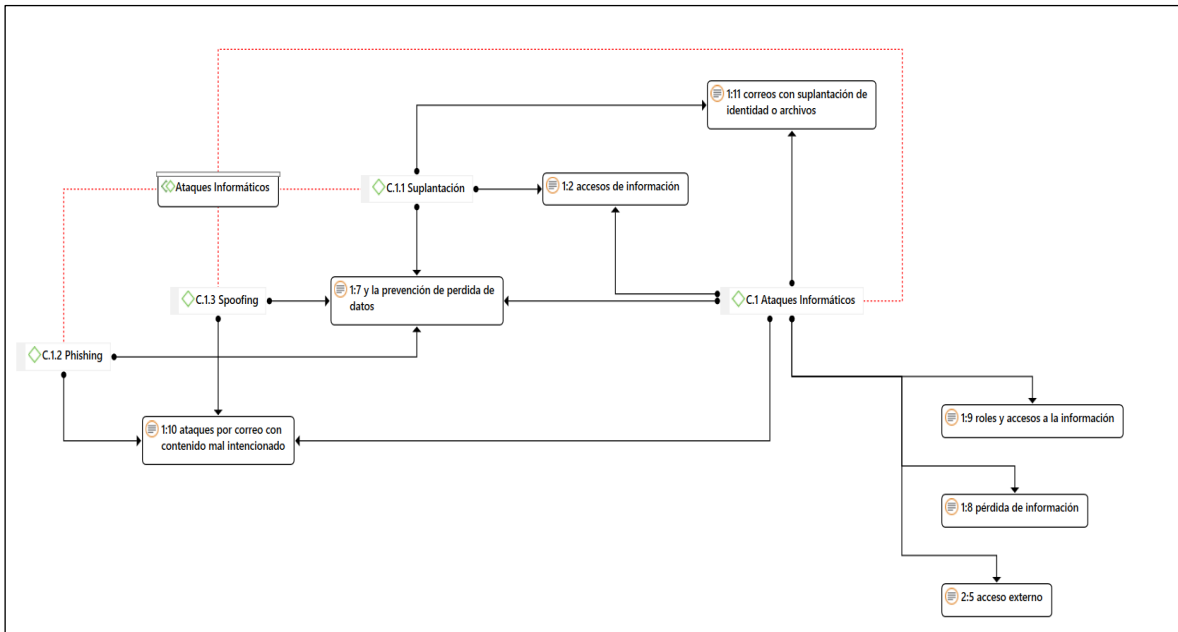 1:11 correos con suplantación de
identidad o archivos
Ataques Informáticos
C.1.1 Suplantación
1:2 accesos de información
1:7 y la prevención de perdida de
datos
C.1.3 Spoofing
C.1 Ataques Informáticos
C.1.2 Phishing
1:10 ataques por correo con
contenido mal intencionado
1:9 roles y accesos a la información
1:8 pérdida de información
2:5 acceso externo